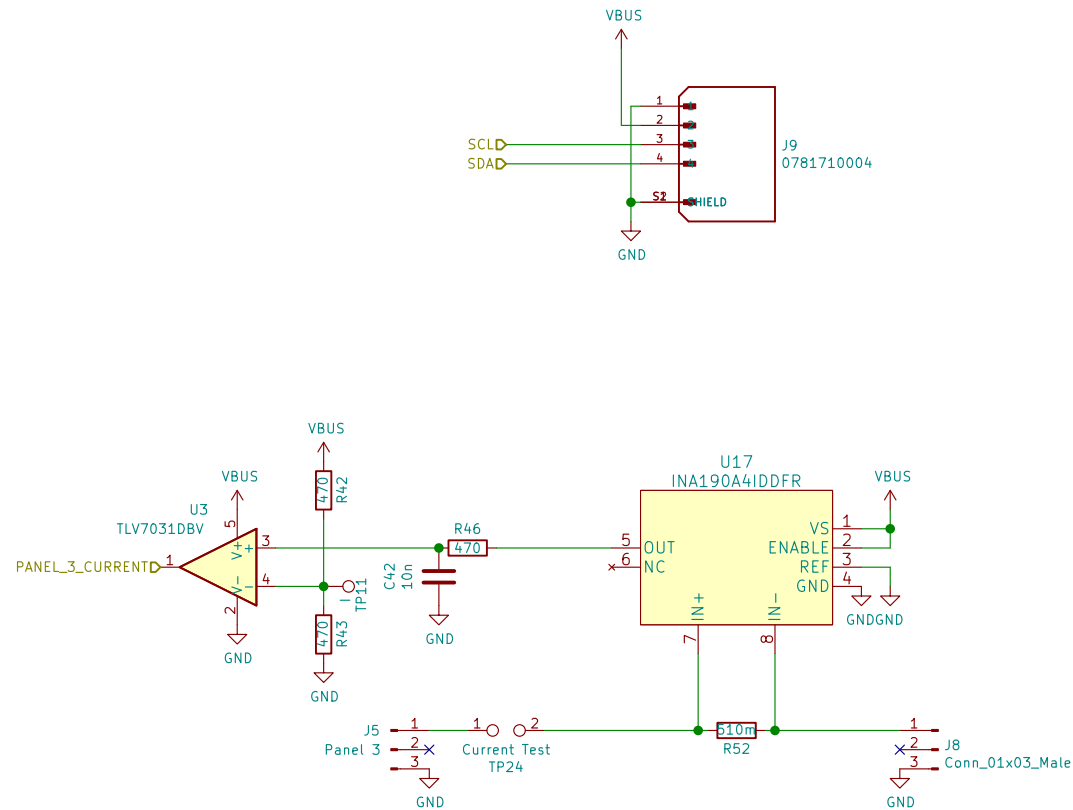 VBUS
1
2
3
4
S1
SHIELD
SCL
SDA
J9
0781710004
GND
VBUS
470
R42
VBUS
U3
TLV7031DBV
5
V+
+
3
PANEL_3_CURRENT
1
V-
-
4
2
GND
TP11
470
R43
GND
R46
470
C42
10n
GND
U17
INA190A4IDDFR
VBUS
5
OUT
6
NC
VS
1
ENABLE
2
REF
3
GND
4
GND
GND
IN+
7
IN-
8
J5
Panel 3
1
2
3
GND
1
2
Current Test
TP24
510m
R52
1
2
3
J8
Conn_01x03_Male
GND